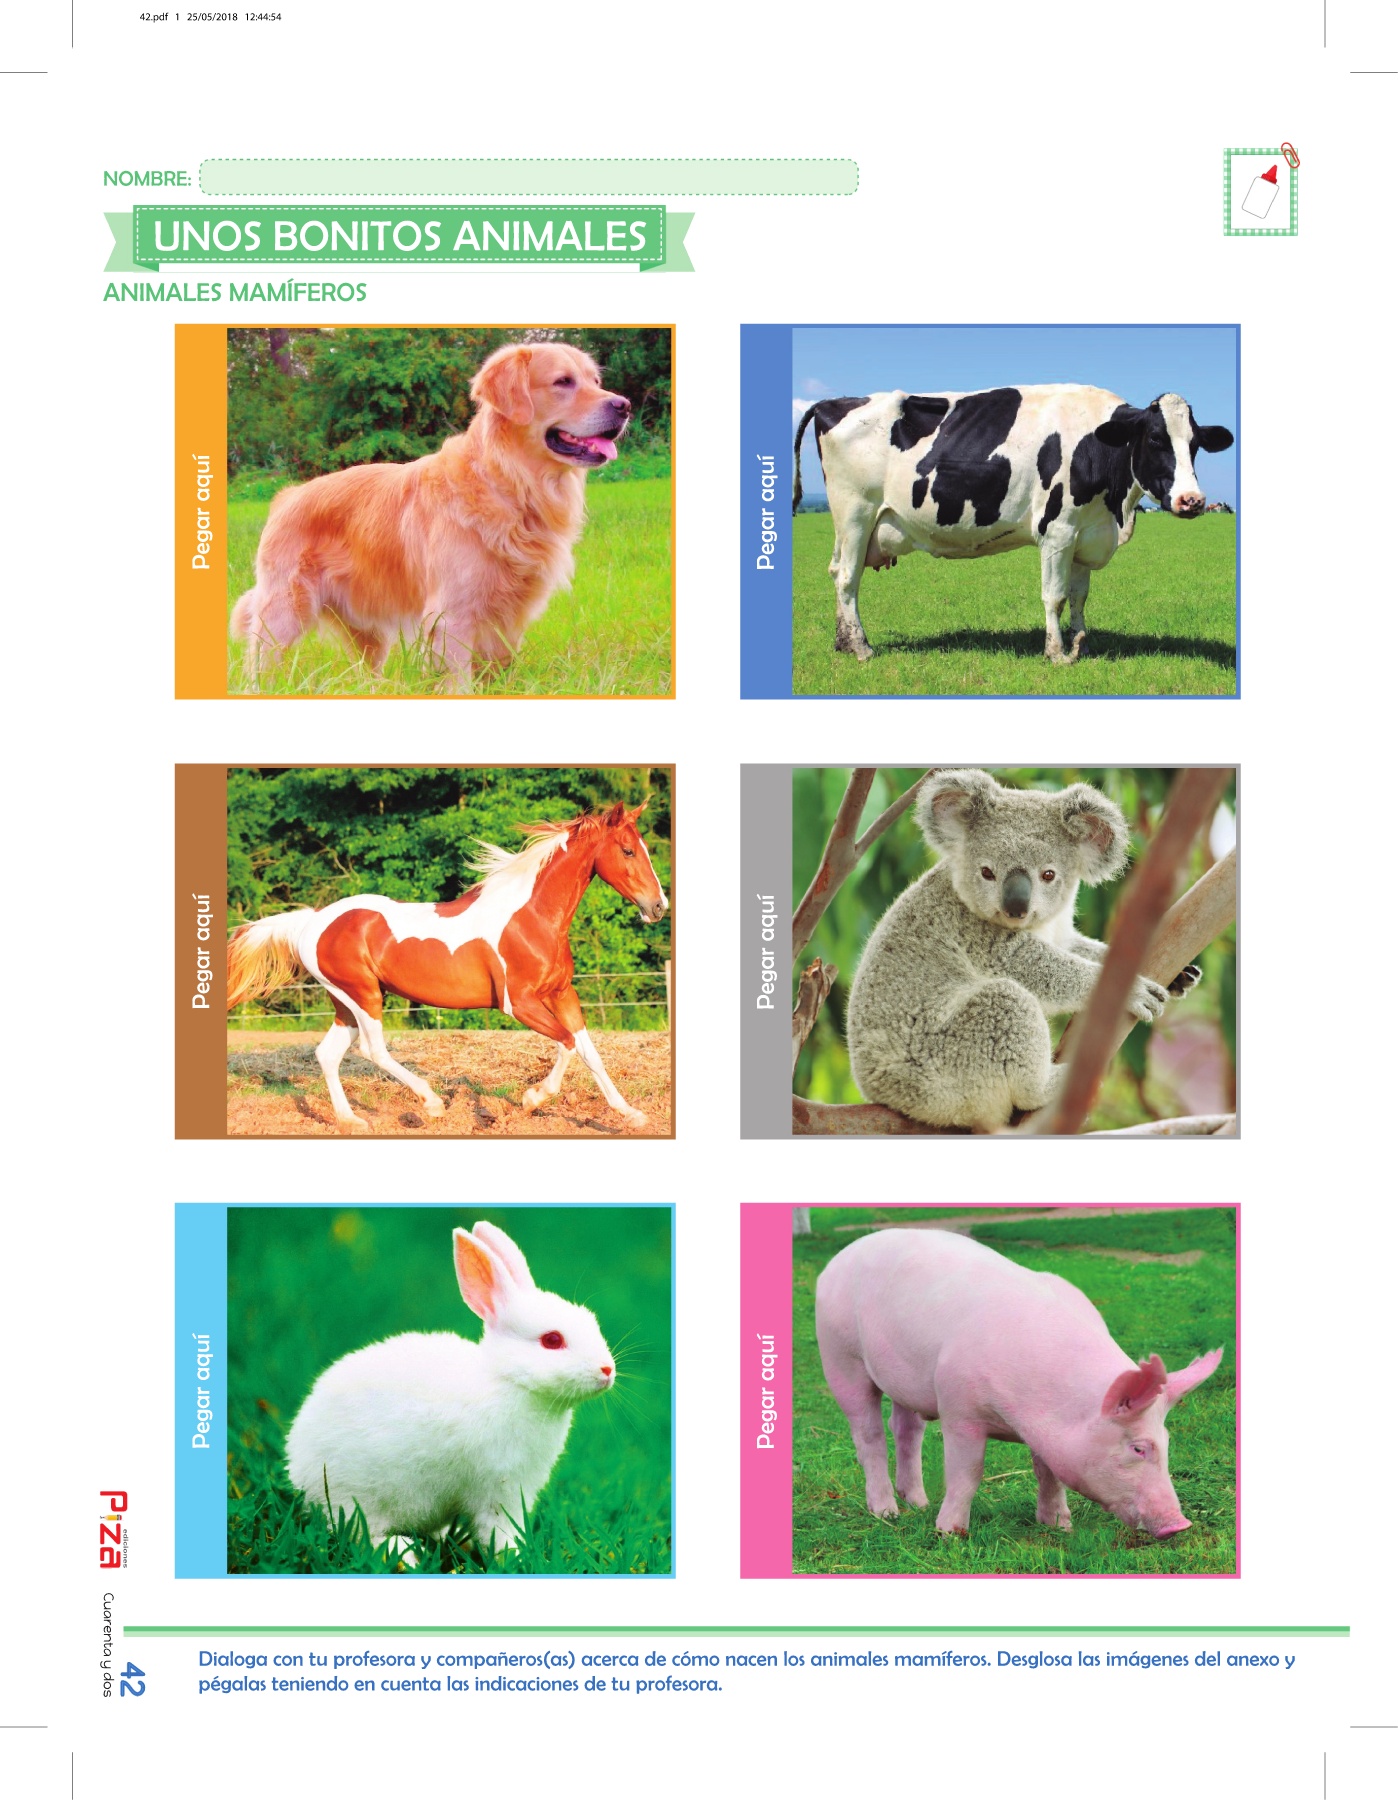 42.pdf 1 25/05/2018 12:44:54
NOMBRE:
UNOS BONITOS ANIMALES
ANIMALES MAMÍFEROS
Pegar aquí
Pegar aquí
Pegar aquí
Pegar aquí
Pegar aquí
Pegar aquí
Piza
ediciones
Cuarenta y dos
42
Dialoga con tu profesora y compañeros(as) acerca de cómo nacen los animales mamíferos. Desglosa las imágenes del anexo y
pégalas teniendo en cuenta las indicaciones de tu profesora.